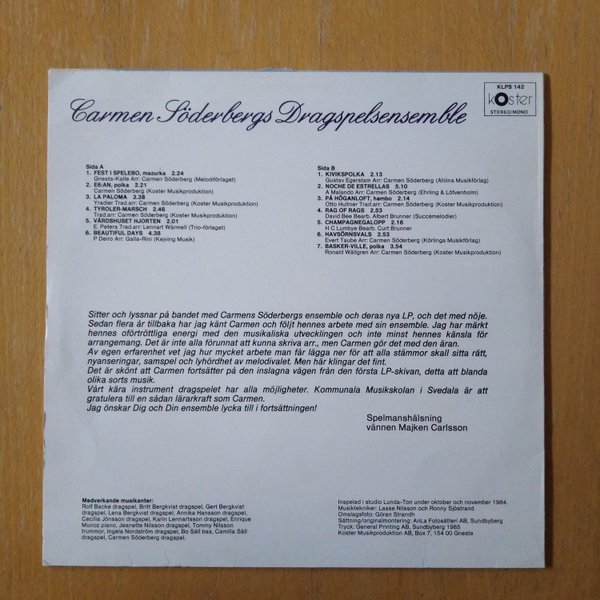 KLPS 142
koster
STEREO/MONO
Carmen Söderbergs Dragspelsensemble
Sida A
1. FEST I SPELEBO, mazurka 2.24
Gnesta-Kalle Arr: Carmen Söderberg (Melodiförlaget)
2. E6:AN, polka 2.21
Carmen Söderberg (Koster Musikproduktion)
3. LA PALOMA 3.38
Yradier Trad.arr: Carmen Söderberg (Koster Musikproduktion)
4. TYROLER-MARSCH 2.46
Trad.arr: Carmen Söderberg (Koster Musikproduktion)
5. VÄRDSHUSET HJORTEN 2.01
E. Peters Trad.arr: Lennart Wärmell (Trio-förlaget)
6. BEAUTIFUL DAYS 4.38
P Deiro Arr: Galla-Rini (Kejving Musik)
Sida B
1. KIVIKSPOLKA 2.13
Gustav Egerstam Arr: Carmen Söderberg (Ahlins Musikförlag)
2. NOCHE DE ESTRELLAS 5.10
A Malando Arr: Carmen Söderberg (Ehrling & Löfvenholm)
3. PÅ HÖGANLOFT, hambo 2.14
Otto Hultner Trad.arr: Carmen Söderberg (Koster Musikproduktion)
4. RAG OF RAGS 2.53
David Bee Bearb. Albert Brunner (Succémelodier)
5. CHAMPAGNEGALOPP 2.16
H C Lumbye Bearb. Curt Brunner
6. HAVSÖRNSVALS 2.53
Evert Taube Arr: Carmen Söderberg (Körlings Musikförlag)
7. BASKER-VILLE, polka 3.54
Ronald Wällgren Arr: Carmen Söderberg (Koster Musikproduktion)
Sitter och lyssnar på bandet med Carmens Söderbergs ensemble och deras nya LP, och det med nöje.
Sedan flera år tillbaka har jag känt Carmen och följt hennes arbete med sin ensemble. Jag har märkt
hennes oförtröttliga energi med den musikaliska utvecklingen och inte minst hennes känsla för
arrangemang. Det är inte alla förunnat att kunna skriva arr., men Carmen gör det med den äran.
Av egen erfarenhet vet jag hur mycket arbete man får lägga ner för att alla stämmor skall sitta rätt,
nyanseringar, samspel och lyhördhet av melodivalet. Men här klingar det fint.
Det är skönt att Carmen fortsätter på den inslagna vägen från den första LP-skivan, detta att blanda
olika sorts musik.
Vårt kära instrument dragspelet har alla möjligheter. Kommunala Musikskolan i Svedala är att
gratulera till en sådan lärarkraft som Carmen.
Jag önskar Dig och Din ensemble lycka till i fortsättningen!
Spelmanshälsning
vännen Majken Carlsson
Medverkande musikanter:
Rolf Backe dragspel, Britt Bergkvist dragspel, Gert Bergkvist
dragspel, Lena Bergkvist dragspel, Annika Hansson dragspel,
Cecilia Jönsson dragspel, Karin Lennartsson dragspel, Enrique
Munoz piano, Jeanette Nilsson dragspel, Tommy Nilsson
trummor, Ingela Nordström dragspel, Bo Säll bas, Camilla Säll
dragspel, Carmen Söderberg dragspel.
Inspelad i studio Lunda-Ton under oktober och november 1984.
Musiktekniker: Lasse Nilsson och Ronny Sjöstrand
Omslagsfoto: Göran Strandh
Sättning/originalmontering: AnLa Fotosätteri AB, Sundbyberg
Tryck: General Printing AB, Sundbyberg 1985
Koster Musikproduktion AB, Box 7, 154 00 Gnesta